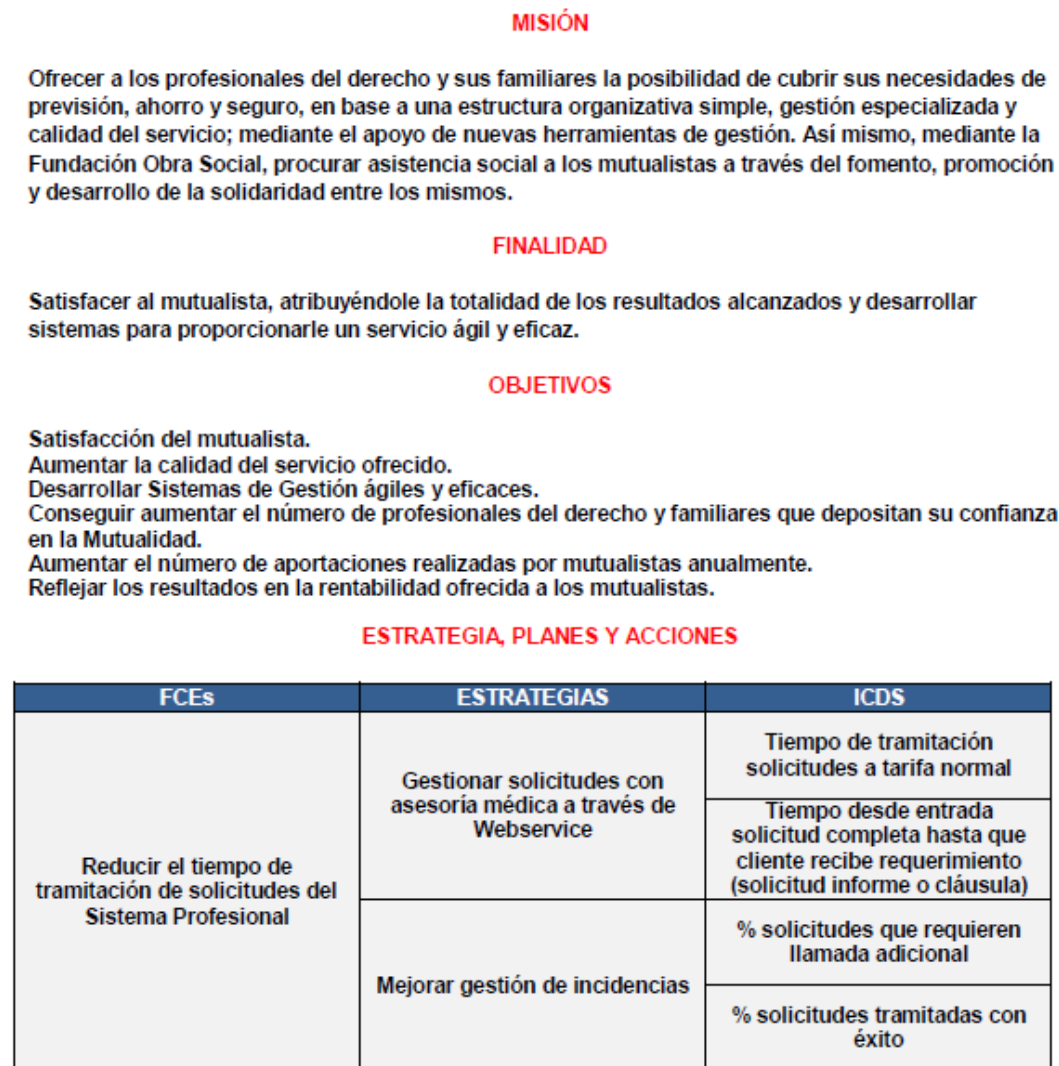 MISIÓN
Ofrecer a los profesionales del derecho y sus familiares la posibilidad de cubrir sus necesidades de
previsión, ahorro y seguro, en base a una estructura organizativa simple, gestión especializada y
calidad del servicio; mediante el apoyo de nuevas herramientas de gestión. Así mismo, mediante la
Fundación Obra Social, procurar asistencia social a los mutualistas a través del fomento, promoción
y desarrollo de la solidaridad entre los mismos.
FINALIDAD
Satisfacer al mutualista, atribuyéndole la totalidad de los resultados alcanzados y desarrollar
sistemas para proporcionarle un servicio ágil y eficaz.
OBJETIVOS
Satisfacción del mutualista.
Aumentar la calidad del servicio ofrecido.
Desarrollar Sistemas de Gestión ágiles y eficaces.
Conseguir aumentar el número de profesionales del derecho y familiares que depositan su confianza
en la Mutualidad.
Aumentar el número de aportaciones realizadas por mutualistas anualmente.
Reflejar los resultados en la rentabilidad ofrecida a los mutualistas.
ESTRATEGIA, PLANES Y ACCIONES
FCEs ESTRATEGIAS ICDS
Reducir el tiempo de
tramitación de solicitudes del
Sistema Profesional
Gestionar solicitudes con
asesoría médica a través de
Webservice
Tiempo de tramitación
solicitudes a tarifa normal
Tiempo desde entrada
solicitud completa hasta que
cliente recibe requerimiento
(solicitud informe o cláusula)
Mejorar gestión de incidencias
% solicitudes que requieren
llamada adicional
% solicitudes tramitadas con
éxito